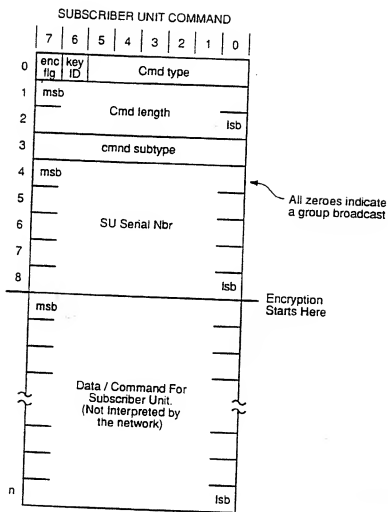 SUBSCRIBER UNIT COMMAND
7 6 5 4 3 2 1 0
0 enc flg key ID Cmd type
1 msb
Cmd length
2 lsb
3 cmnd subtype
4 msb
All zeroes indicate
a group broadcast
5
6 SU Serial Nbr
7
8 lsb
Encryption
Starts Here
msb
Data / Command For
Subscriber Unit.
(Not Interpreted by
the network)
n lsb